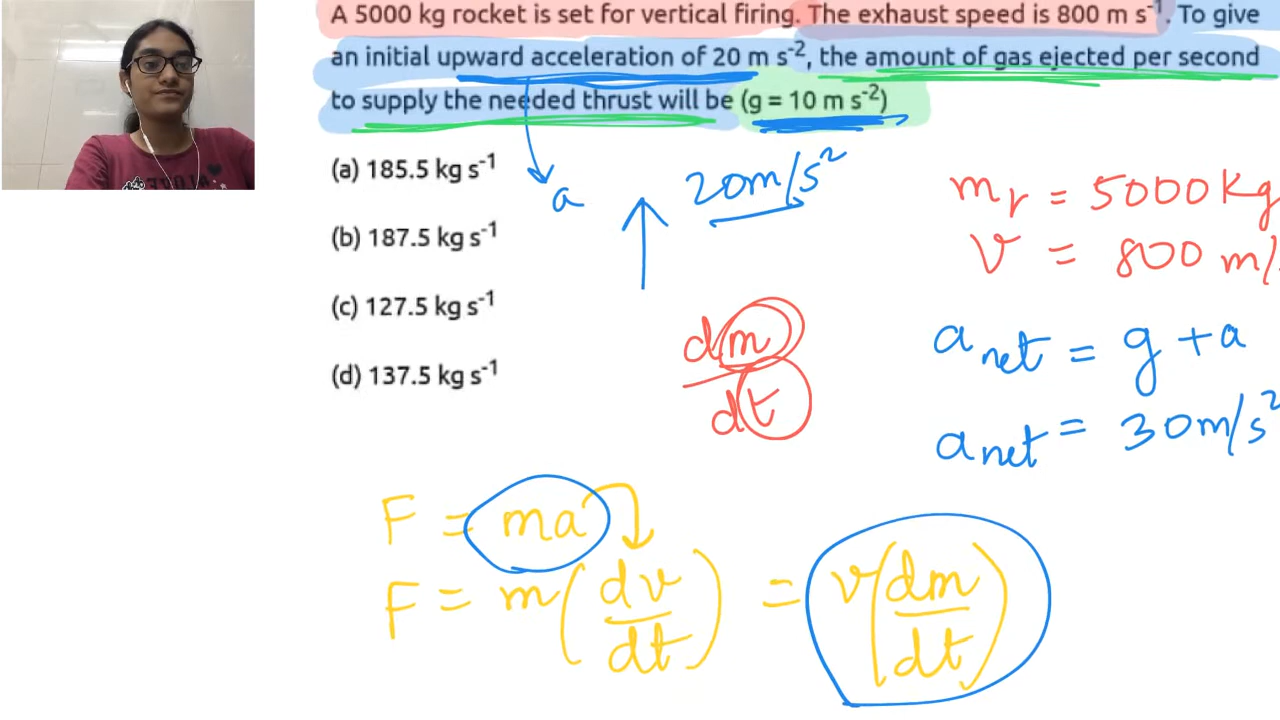 A 5000 kg rocket is set for vertical firing. The exhaust speed is 800 m s⁻¹. To give
an initial upward acceleration of 20 m s⁻², the amount of gas ejected per second
to supply the needed thrust will be (g = 10 m s⁻²)
(a) 185.5 kg s⁻¹
(b) 187.5 kg s⁻¹
(c) 127.5 kg s⁻¹
(d) 137.5 kg s⁻¹
a
20m/s²
m_r = 5000 kg
v = 800 m/
dm/dt
a_net = g + a
a_net = 30m/s²
F = ma
F = m(dv/dt) = v(dm/dt)